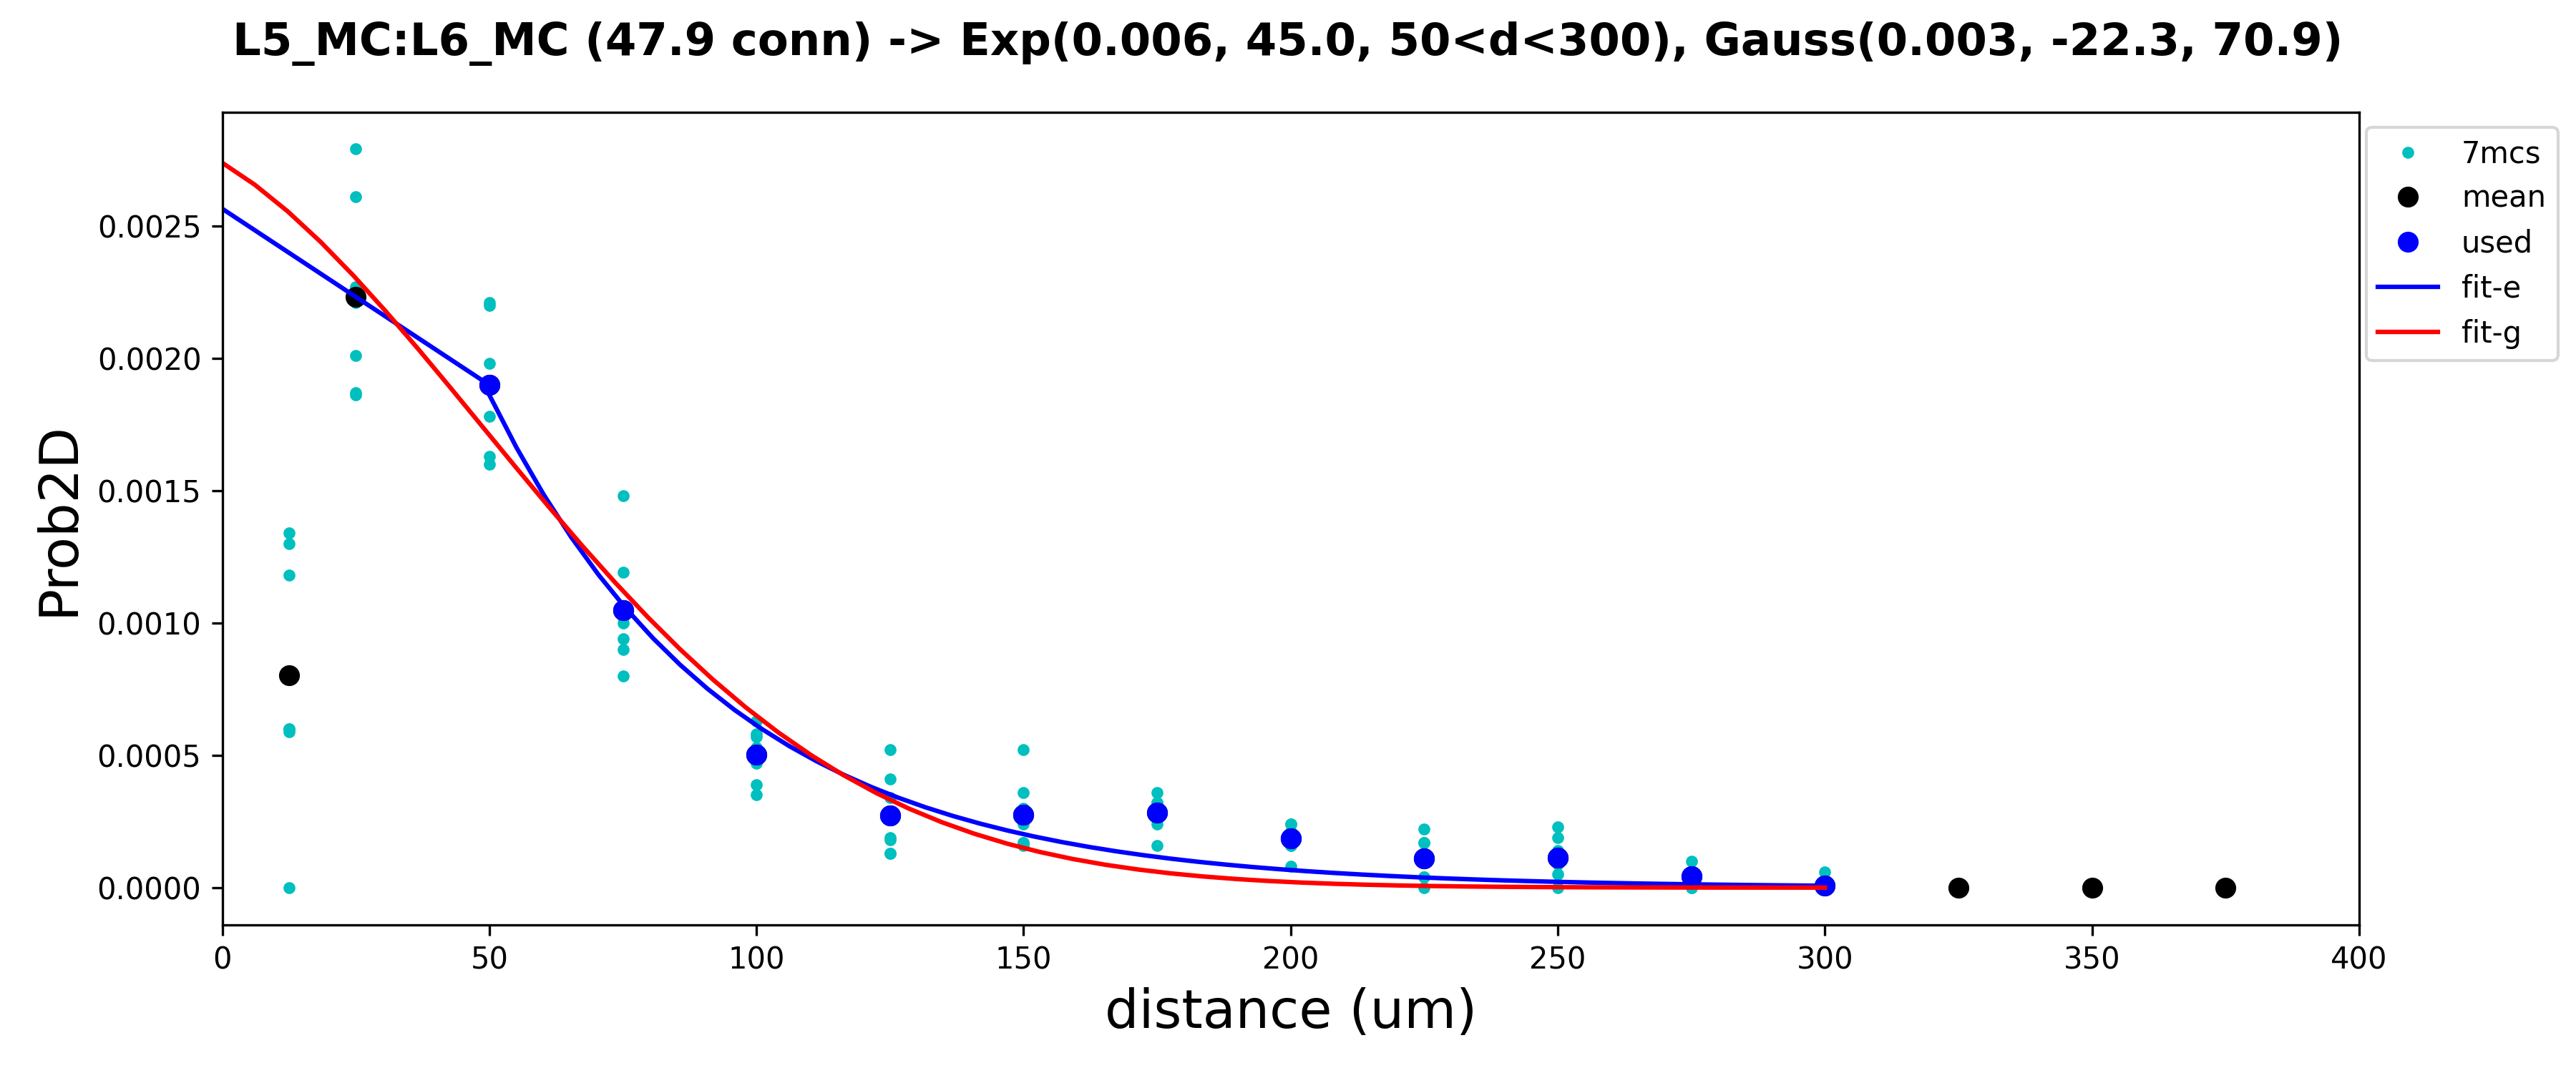 L5_MC:L6_MC (47.9 conn) -> Exp(0.006, 45.0, 50<d<300), Gauss(0.003, -22.3, 70.9)
7mcs
mean
used
fit-e
fit-g
Prob2D
0.0025
0.0020
0.0015
0.0010
0.0005
0.0000
0 50 100 150 200 250 300 350 400
distance (um)